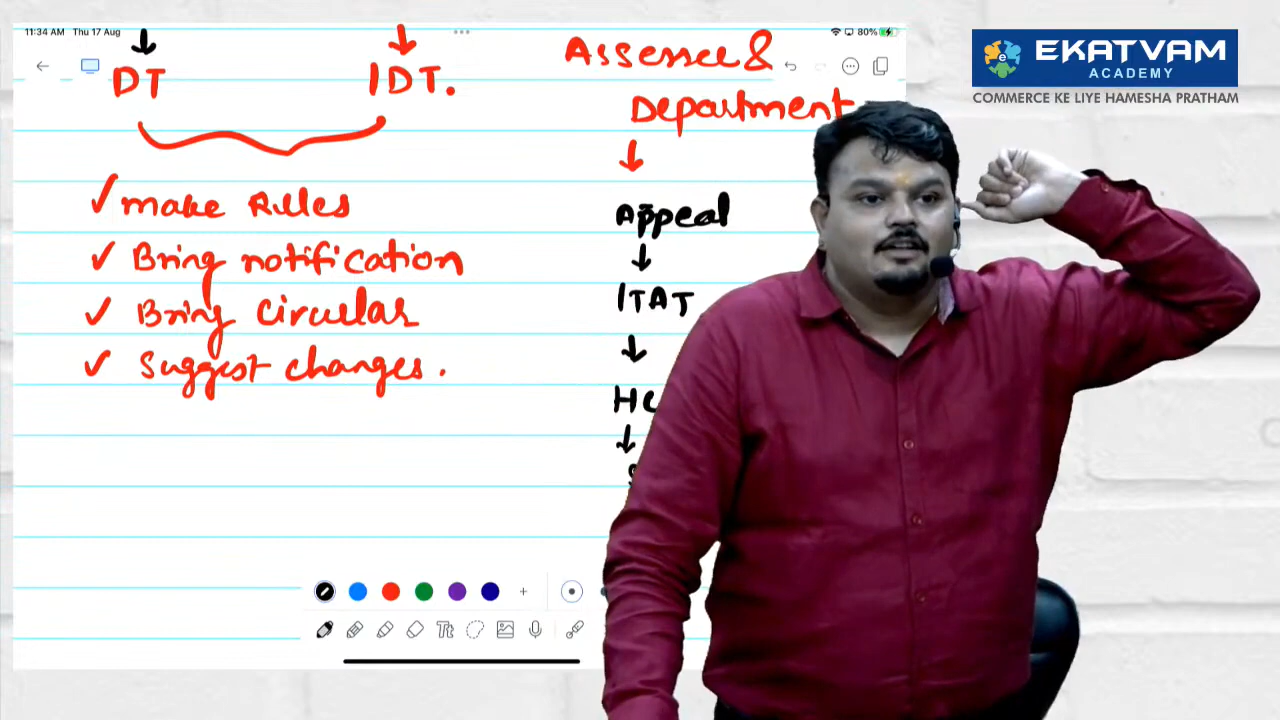 11:34 AM Thu 17 Aug
80%
DT
IDT.
make Rules
Bring notification
Bring Circular
Suggest changes.
Assessee &
Department
Appeal
ITAT
HC
Tt
EKATVAM
ACADEMY
COMMERCE KE LIYE HAMESHA PRATHAM